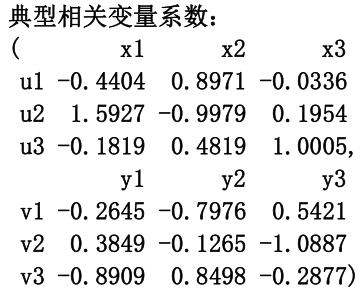 典型相关变量系数:
( x1 x2 x3
u1 -0.4404 0.8971 -0.0336
u2 1.5927 -0.9979 0.1954
u3 -0.1819 0.4819 1.0005,
y1 y2 y3
v1 -0.2645 -0.7976 0.5421
v2 0.3849 -0.1265 -1.0887
v3 -0.8909 0.8498 -0.2877)